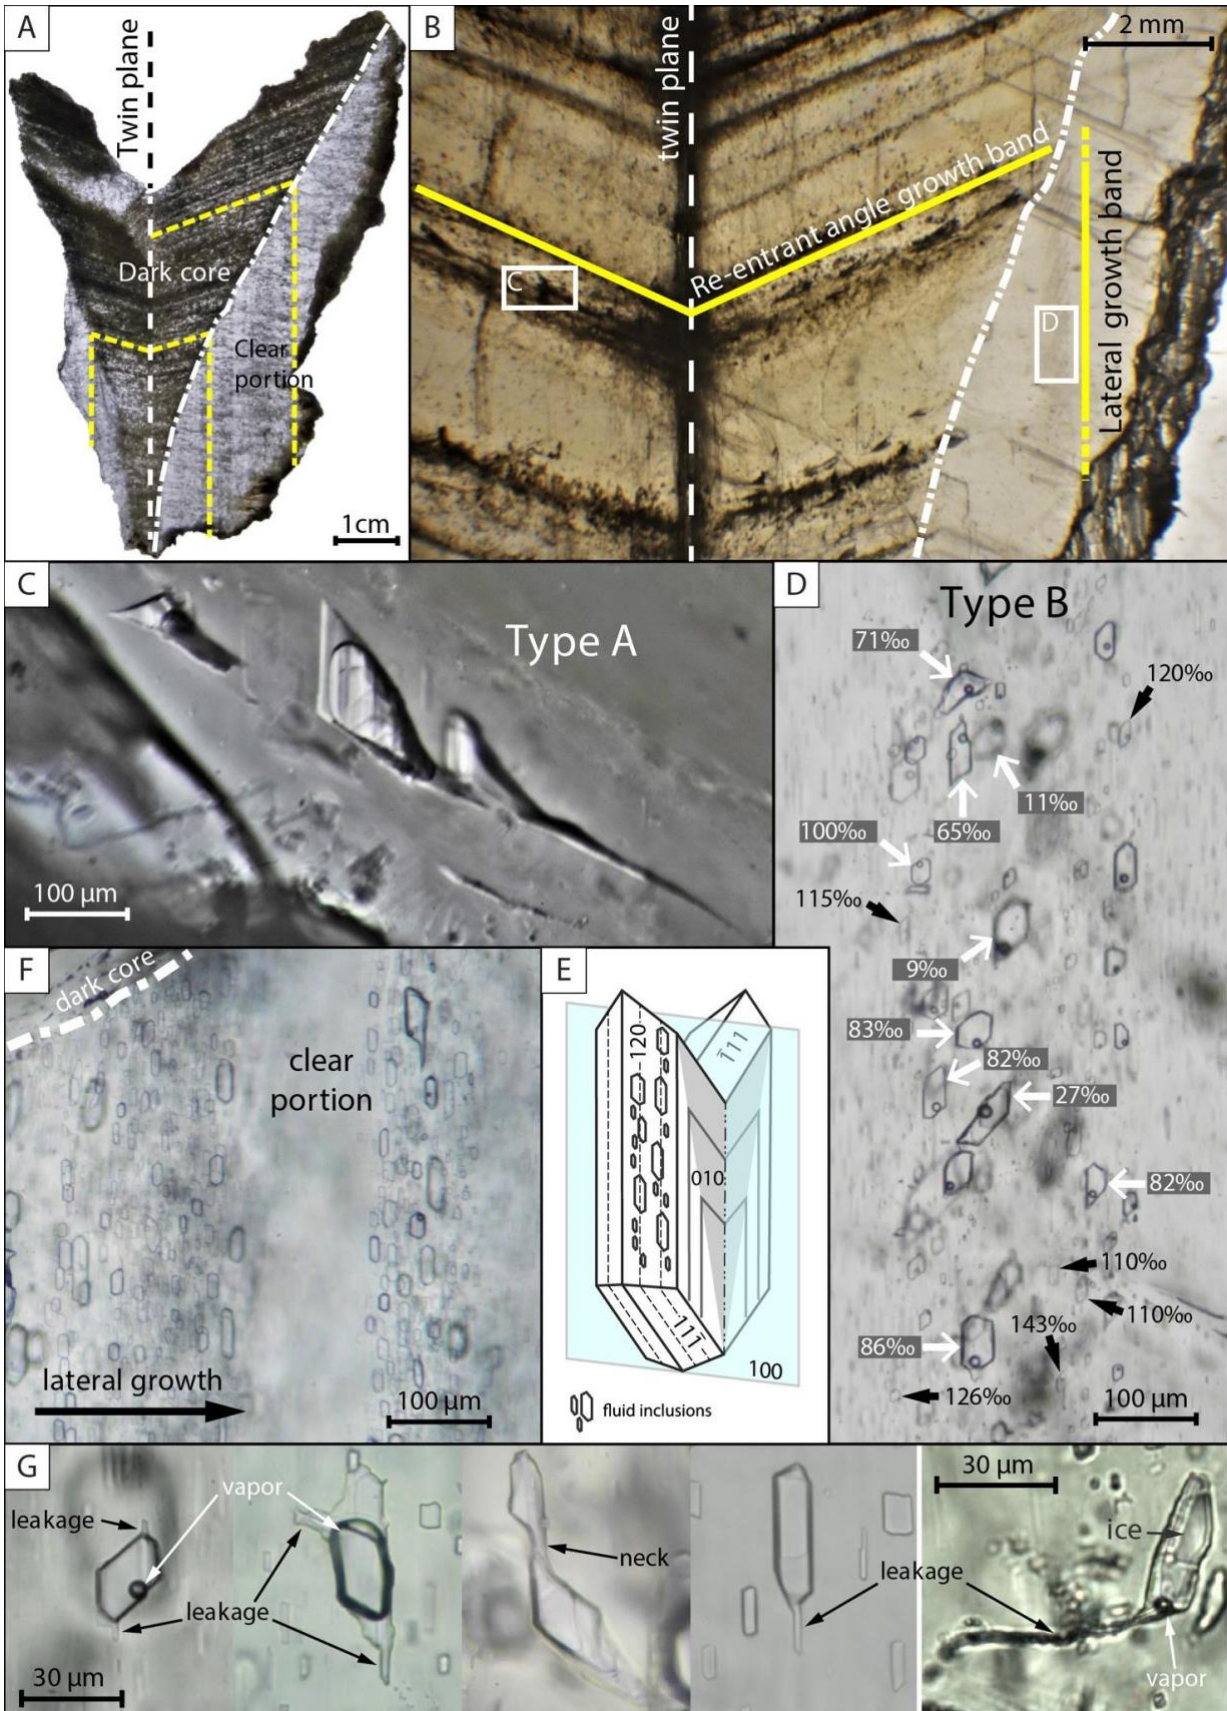 A
Twin plane
Dark core
Clear
portion
1cm
B
twin plane
2 mm
Re-entrant angle growth band
Lateral growth band
C
D
C
Type A
100 µm
D
Type B
71‰
120‰
11‰
65‰
100‰
115‰
9‰
83‰
82‰
27‰
82‰
110‰
110‰
143‰
86‰
126‰
100 µm
F
dark core
clear
portion
lateral growth
100 µm
E
120
1̄11
010
111̄
100
fluid inclusions
G
leakage
vapor
leakage
30 µm
neck
leakage
30 µm
ice
vapor